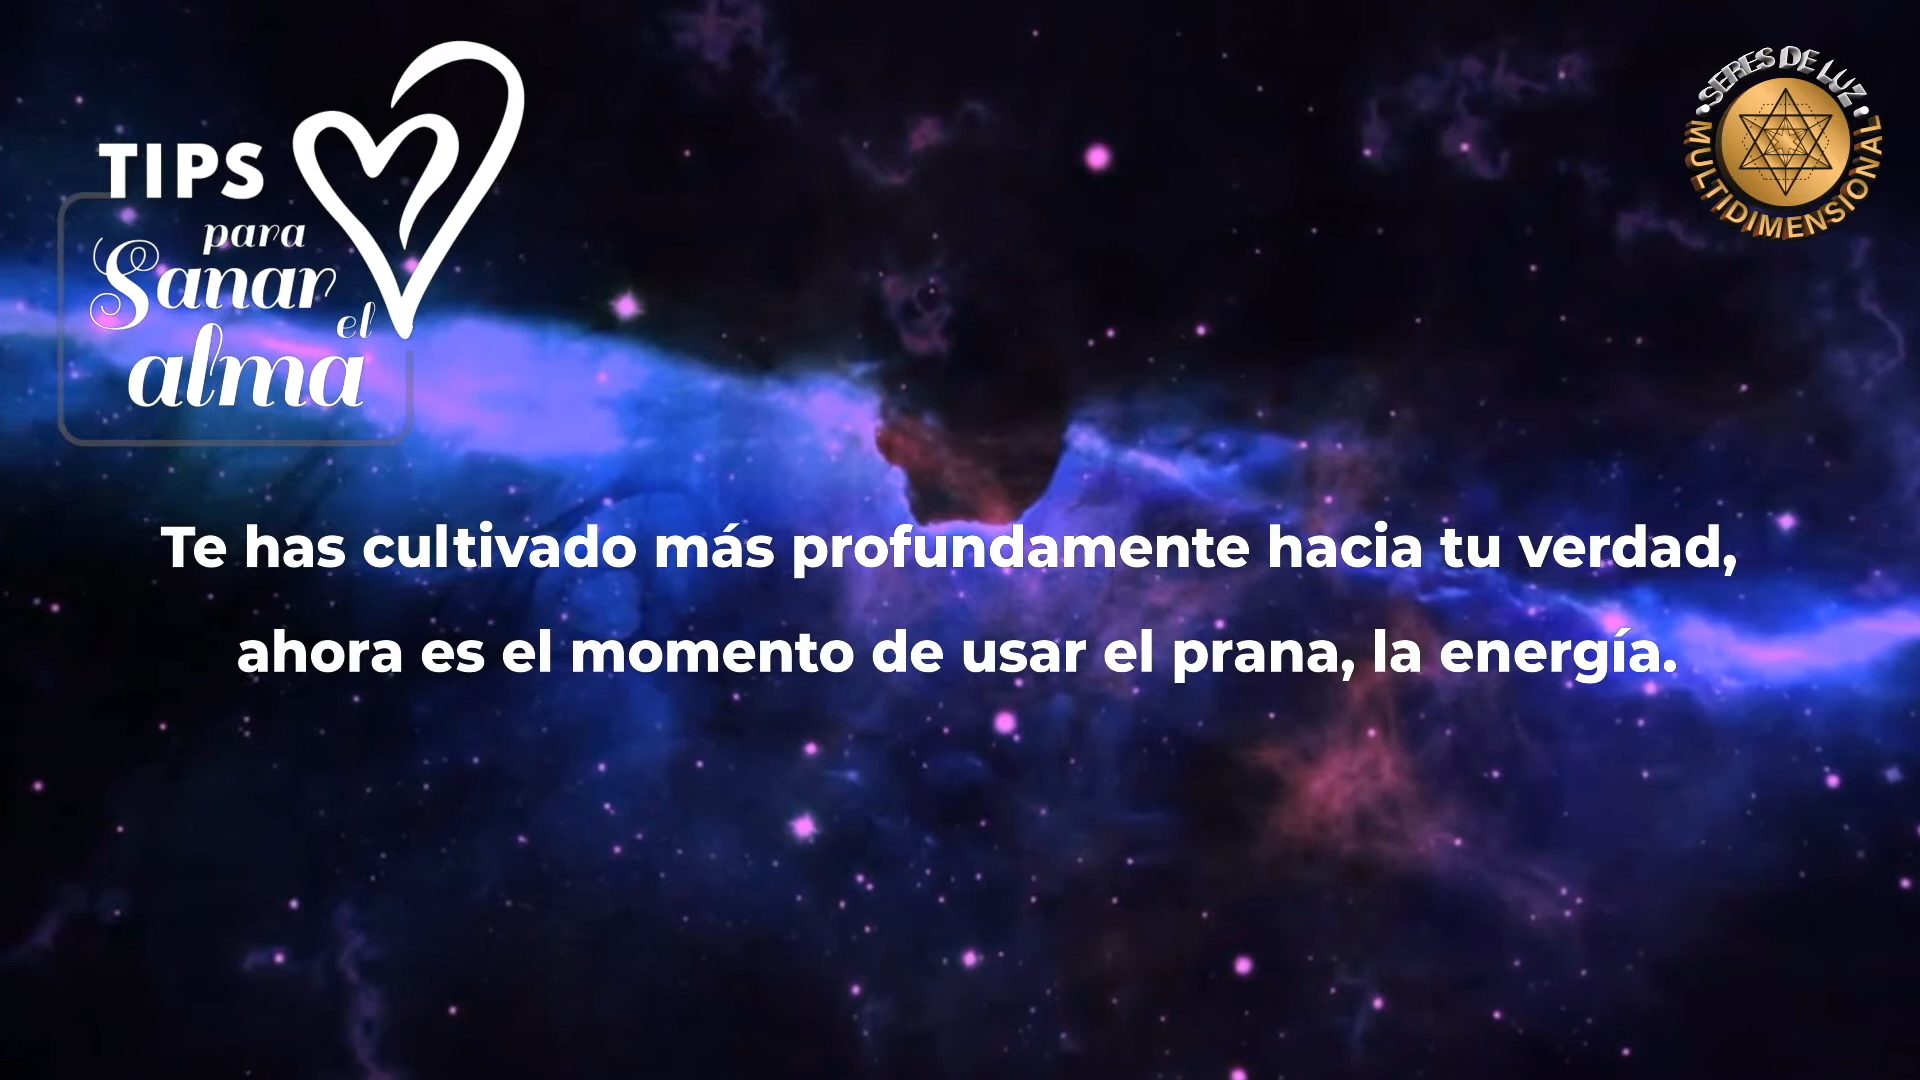 TIPS
para
Sanar
el
alma
•SERES DE LUZ•
MULTIDIMENSIONAL
Te has cultivado más profundamente hacia tu verdad,
ahora es el momento de usar el prana, la energía.